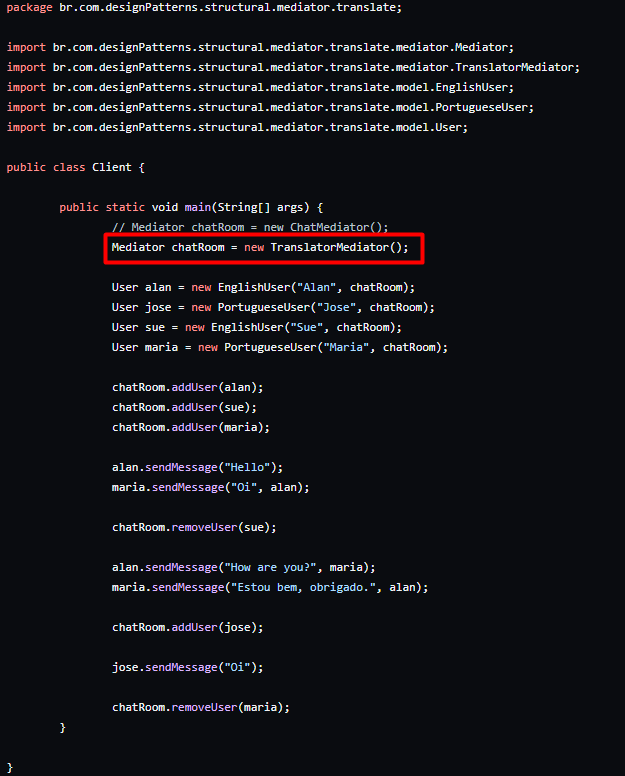 package br.com.designPatterns.structural.mediator.translate;
import br.com.designPatterns.structural.mediator.translate.mediator.Mediator;
import br.com.designPatterns.structural.mediator.translate.mediator.TranslatorMediator;
import br.com.designPatterns.structural.mediator.translate.model.EnglishUser;
import br.com.designPatterns.structural.mediator.translate.model.PortugueseUser;
import br.com.designPatterns.structural.mediator.translate.model.User;
public class Client {
public static void main(String[] args) {
// Mediator chatRoom = new ChatMediator();
Mediator chatRoom = new TranslatorMediator();
User alan = new EnglishUser("Alan", chatRoom);
User jose = new PortugueseUser("Jose", chatRoom);
User sue = new EnglishUser("Sue", chatRoom);
User maria = new PortugueseUser("Maria", chatRoom);
chatRoom.addUser(alan);
chatRoom.addUser(sue);
chatRoom.addUser(maria);
alan.sendMessage("Hello");
maria.sendMessage("Oi", alan);
chatRoom.removeUser(sue);
alan.sendMessage("How are you?", maria);
maria.sendMessage("Estou bem, obrigado.", alan);
chatRoom.addUser(jose);
jose.sendMessage("Oi");
chatRoom.removeUser(maria);
}
}